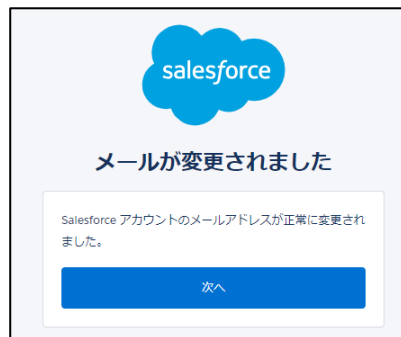 salesforce
メールが変更されました
Salesforce アカウントのメールアドレスが正常に変更され
ました。
次へ